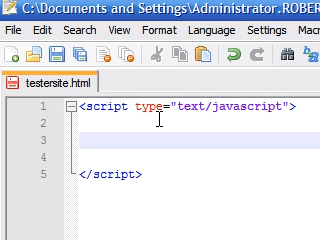 C:\Documents and Settings\Administrator.ROBER
File Edit Search View Format Language Settings Macr
testersite.html
1 <script type="text/javascript">
2
3
4
5 </script>